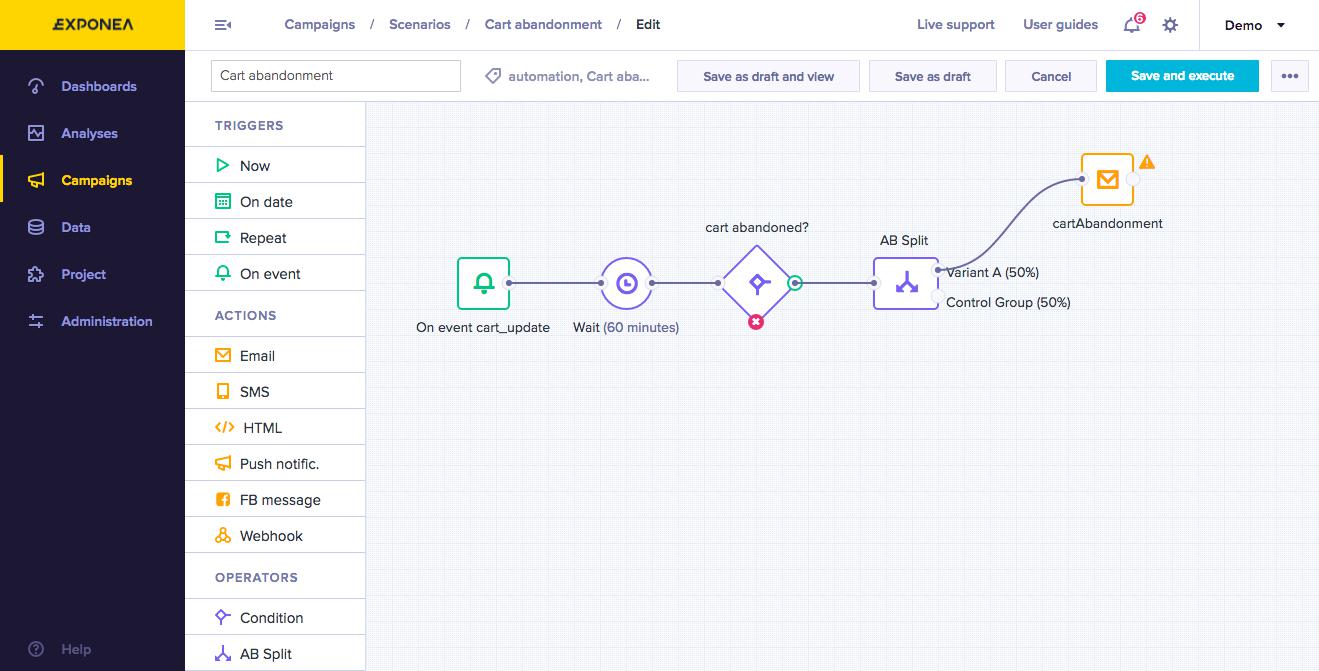 EXPONEA
Campaigns / Scenarios / Cart abandonment / Edit
Live support
User guides
6
Demo
Dashboards
Analyses
Campaigns
Data
Project
Administration
Help
Cart abandonment
automation, Cart aba...
Save as draft and view
Save as draft
Cancel
Save and execute
TRIGGERS
Now
On date
Repeat
On event
ACTIONS
Email
SMS
HTML
Push notific.
FB message
Webhook
OPERATORS
Condition
AB Split
On event cart_update
Wait (60 minutes)
cart abandoned?
AB Split
Variant A (50%)
Control Group (50%)
cartAbandonment